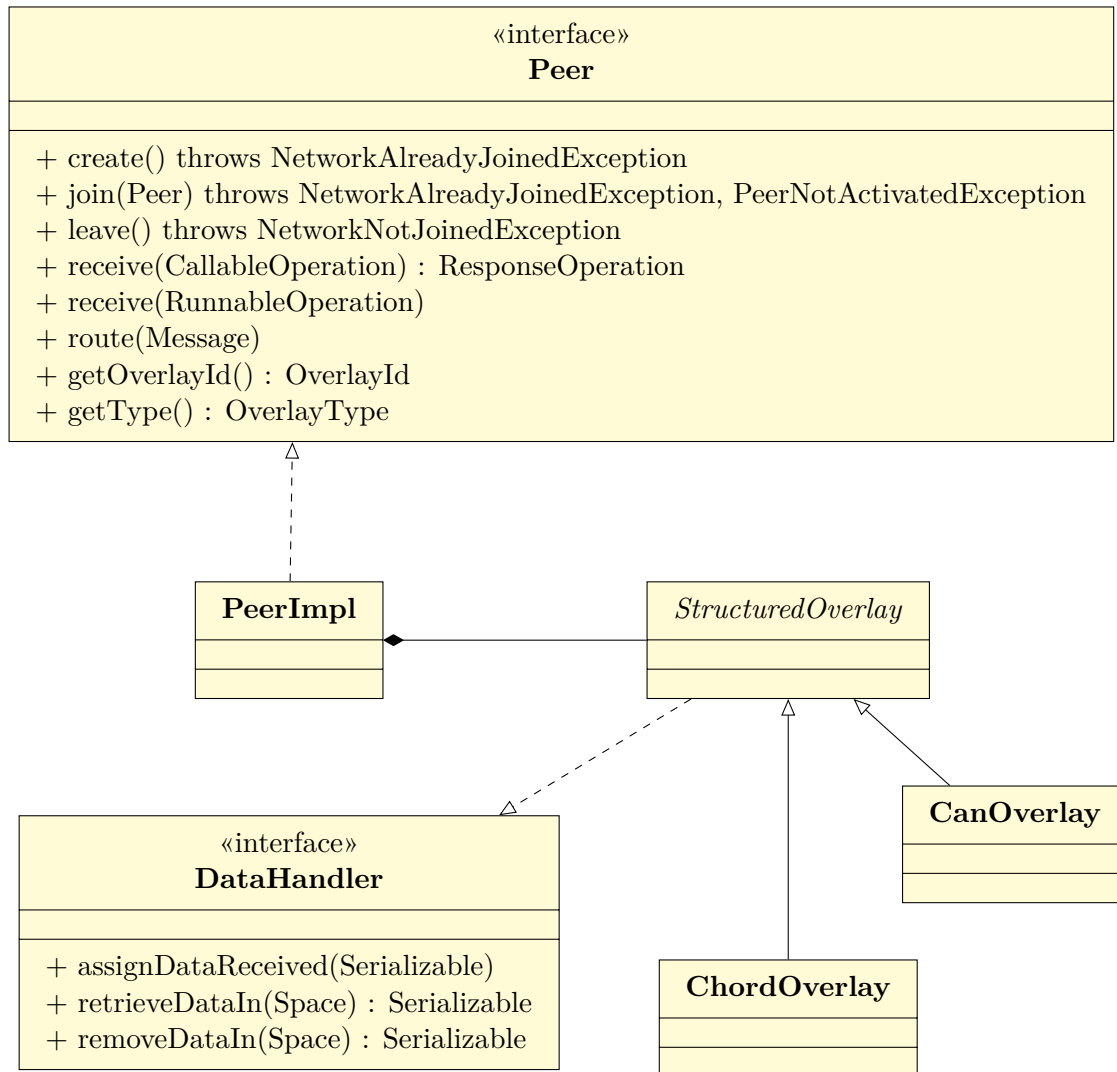 «interface»
Peer
+ create() throws NetworkAlreadyJoinedException
+ join(Peer) throws NetworkAlreadyJoinedException, PeerNotActivatedException
+ leave() throws NetworkNotJoinedException
+ receive(CallableOperation) : ResponseOperation
+ receive(RunnableOperation)
+ route(Message)
+ getOverlayId() : OverlayId
+ getType() : OverlayType
PeerImpl
StructuredOverlay
CanOverlay
«interface»
DataHandler
+ assignDataReceived(Serializable)
+ retrieveDataIn(Space) : Serializable
+ removeDataIn(Space) : Serializable
ChordOverlay